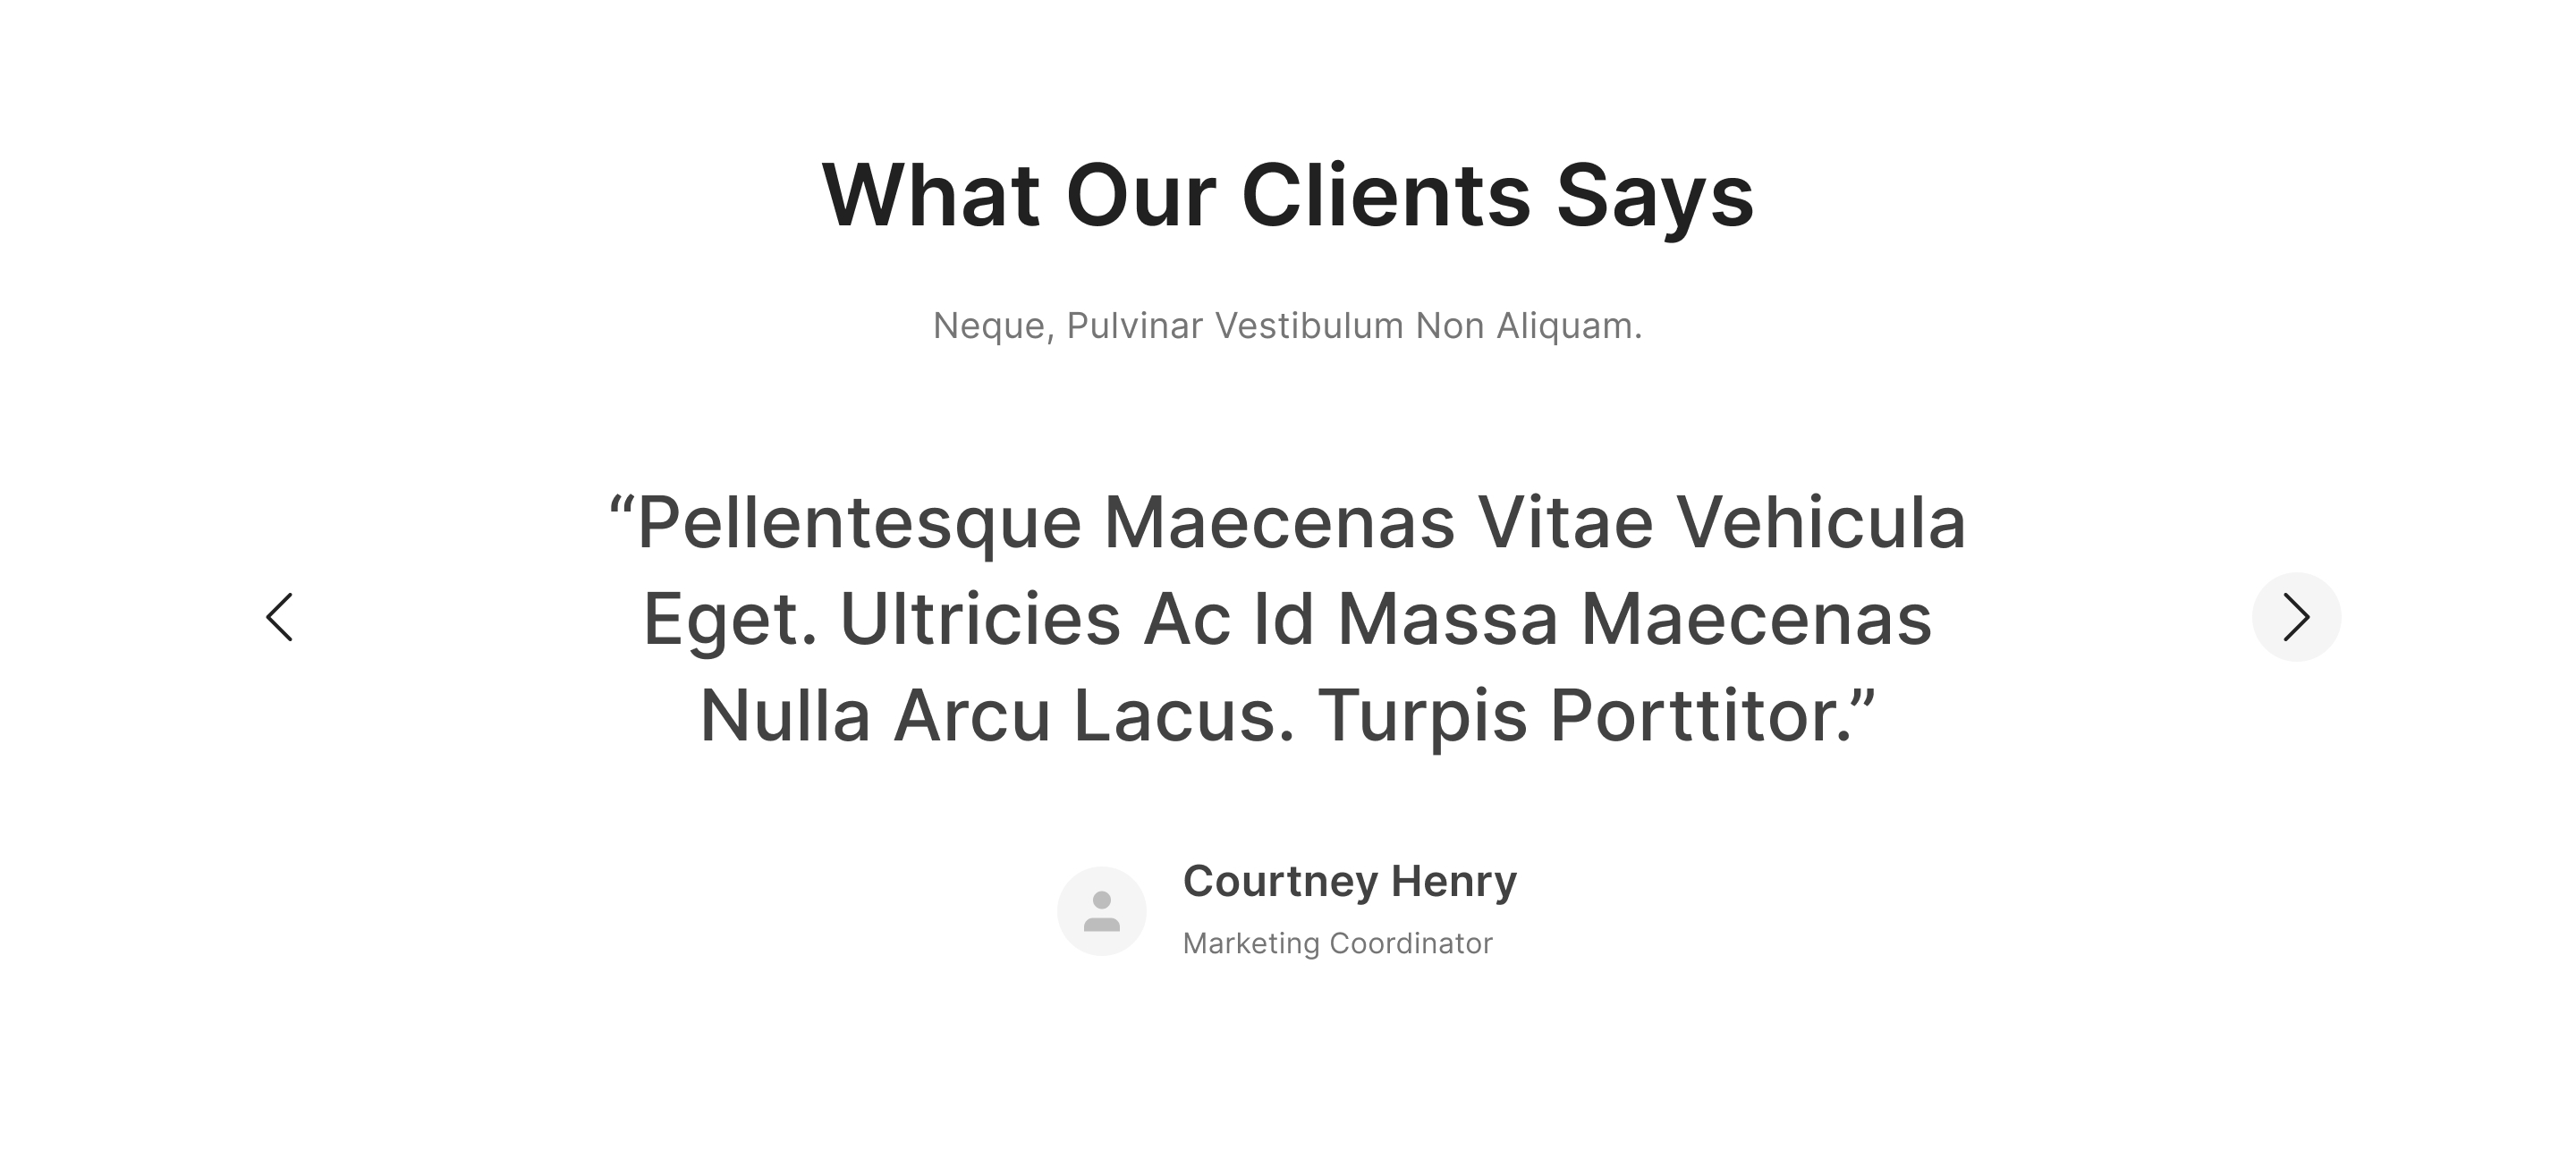 What Our Clients Says
Neque, Pulvinar Vestibulum Non Aliquam.
“Pellentesque Maecenas Vitae Vehicula
Eget. Ultricies Ac Id Massa Maecenas
Nulla Arcu Lacus. Turpis Porttitor.”
Courtney Henry
Marketing Coordinator